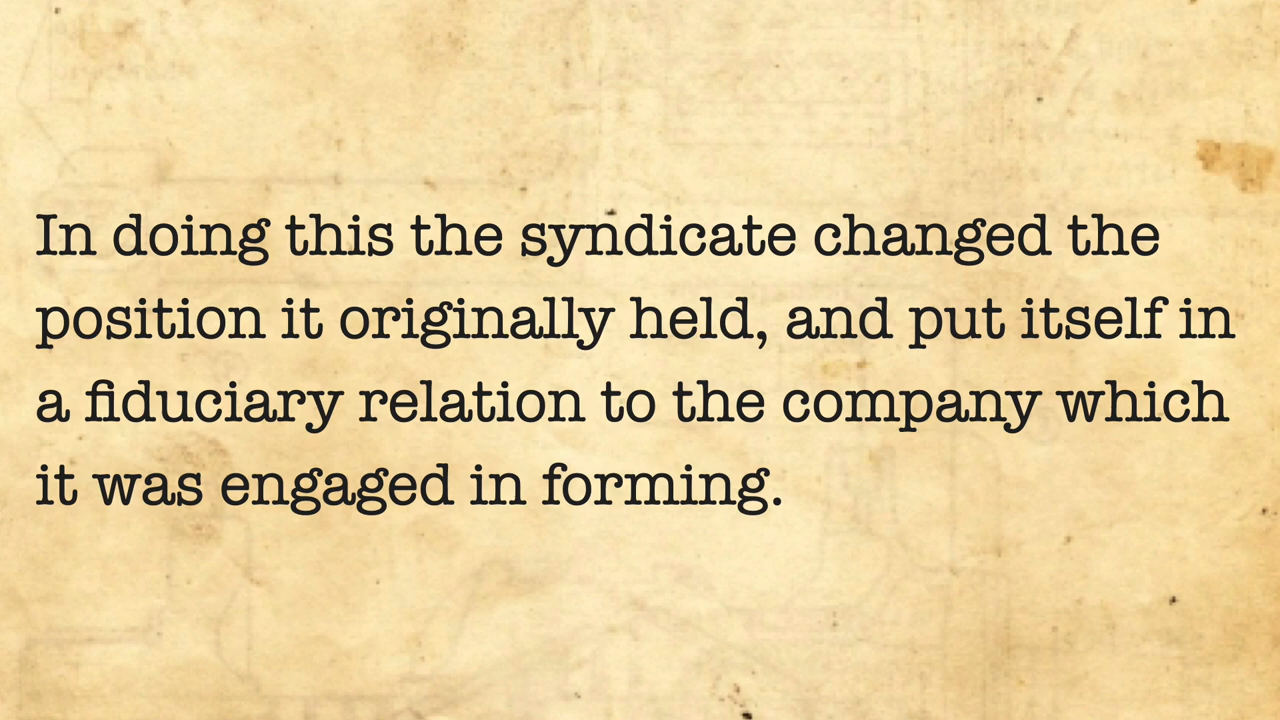 In doing this the syndicate changed the
position it originally held, and put itself in
a fiduciary relation to the company which
it was engaged in forming.